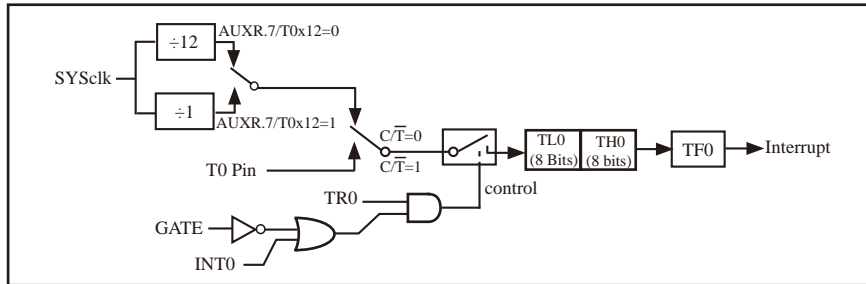 ÷12
AUXR.7/T0x12=0
SYSclk
÷1
AUXR.7/T0x12=1
C/T̅=0
C/T̅=1
T0 Pin
TL0
(8 Bits)
TH0
(8 bits)
TF0
Interrupt
control
TR0
GATE
INT0